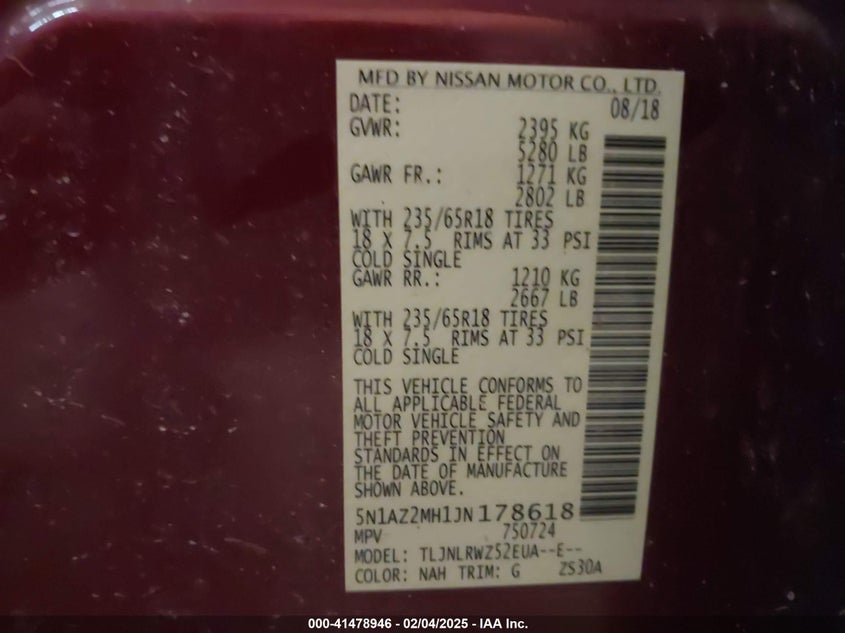 MFD BY NISSAN MOTOR CO., LTD.
DATE: 08/18
GVWR: 2395 KG
5280 LB
GAWR FR.: 1271 KG
2802 LB
WITH 235/65R18 TIRES
18 X 7.5 RIMS AT 33 PSI
COLD SINGLE
GAWR RR.: 1210 KG
2667 LB
WITH 235/65R18 TIRES
18 X 7.5 RIMS AT 33 PSI
COLD SINGLE
THIS VEHICLE CONFORMS TO
ALL APPLICABLE FEDERAL
MOTOR VEHICLE SAFETY AND
THEFT PREVENTION
STANDARDS IN EFFECT ON
THE DATE OF MANUFACTURE
SHOWN ABOVE.
5N1AZ2MH1JN178618
MPV 750724
MODEL: TLJNLRWZ52EUA--E--
COLOR: NAH TRIM: G ZS30A
000-41478946 - 02/04/2025 - IAA Inc.